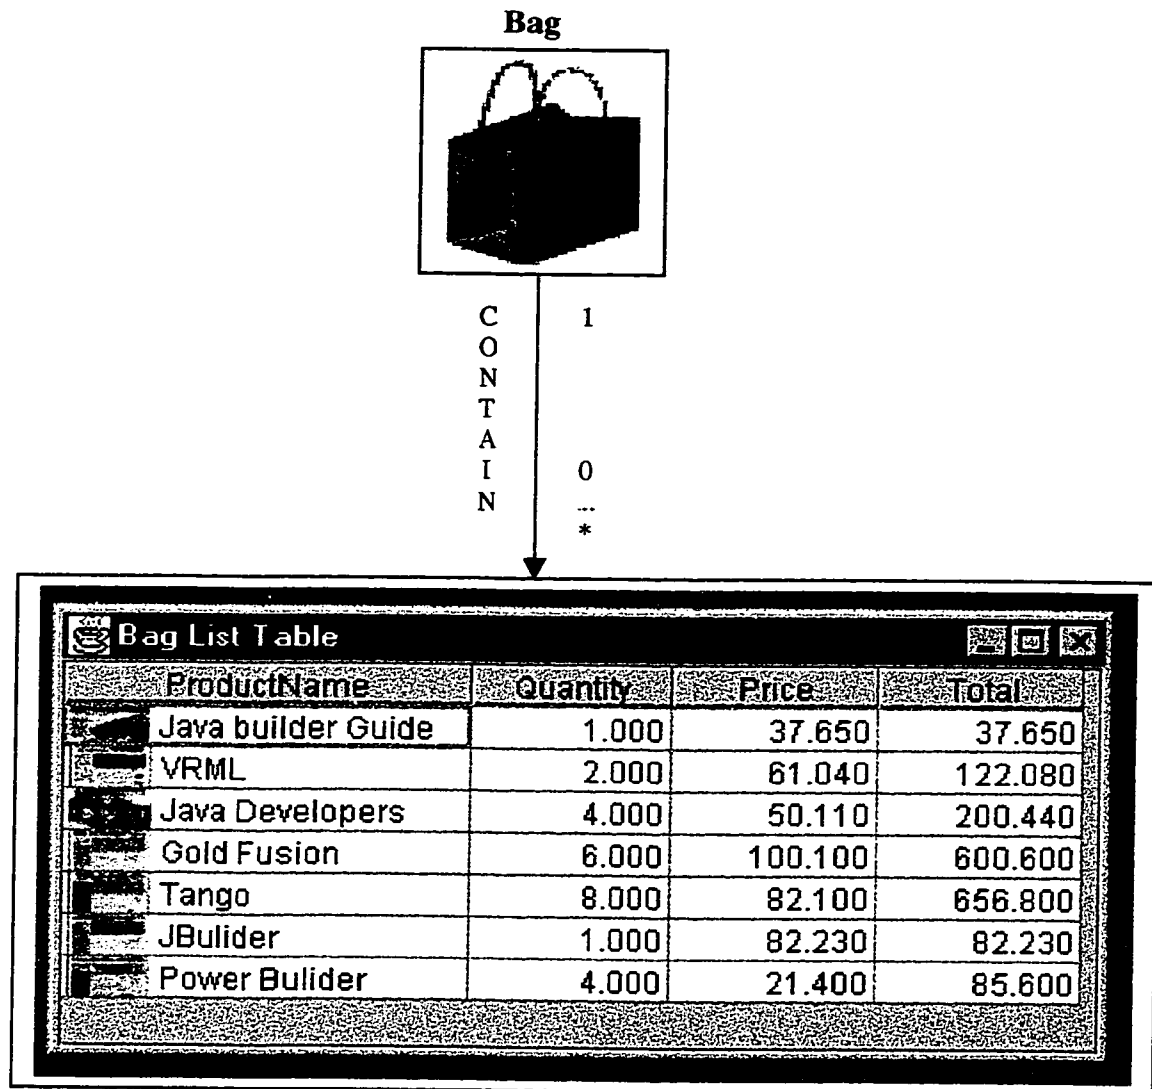 Bag
CONTAIN
1
0
...
*
Bag List Table
ProductName Quantity Price Total
Java builder Guide 1.000 37.650 37.650
VRML 2.000 61.040 122.080
Java Developers 4.000 50.110 200.440
Gold Fusion 6.000 100.100 600.600
Tango 8.000 82.100 656.800
JBulider 1.000 82.230 82.230
Power Bulider 4.000 21.400 85.600